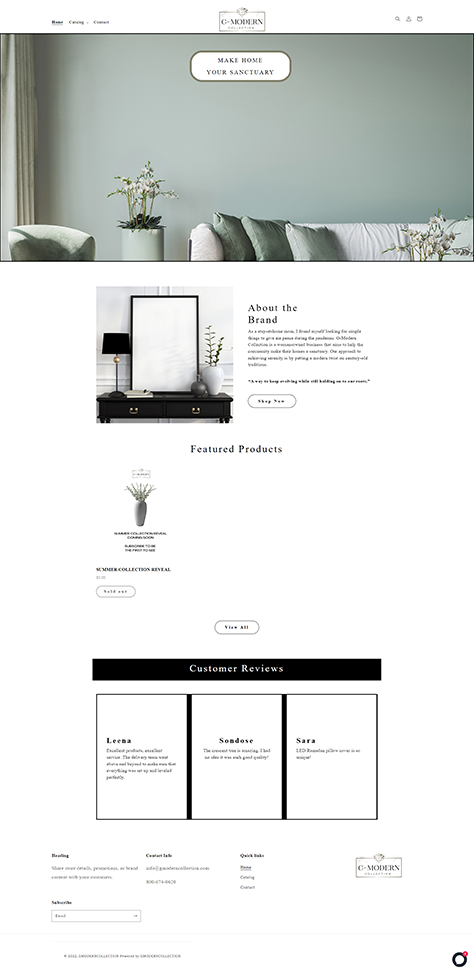 Home Catalog Contact
G-MODERN
COLLECTION
MAKE HOME
YOUR SANCTUARY
About the
Brand
As a stay-at-home mom, I found myself looking for simple
things to give me peace during the pandemic. G-Modern
Collection is a women-owned business that aims to help the
community make their homes a sanctuary. Our approach to
achieving serenity is by putting a modern twist on century-old
traditions.
"A way to keep evolving while still holding on to our roots."
Shop Now
Featured Products
G-MODERN
SUMMER COLLECTION REVEAL
COMING SOON
SUBSCRIBE TO BE
THE FIRST TO SEE
SUMMER COLLECTION REVEAL
$0.00
Sold out
View All
Customer Reviews
Leena
Excellent products, excellent
service. The delivery team went
above and beyond to make sure that
everything was set up and leveled
perfectly.
Sondose
The crescent tree is amazing. I had
no idea it was such good quality!
Sara
LED Ramadan pillow cover is so
unique!
Heading
Share store details, promotions, or brand
content with your customers.
Contact Info
info@gmoderncollection.com
Quick links
Home
Catalog
Contact
G-MODERN
COLLECTION
Subscribe
Email
© 2022, GMODERNCOLLECTION Powered by GMODERNCOLLECTION